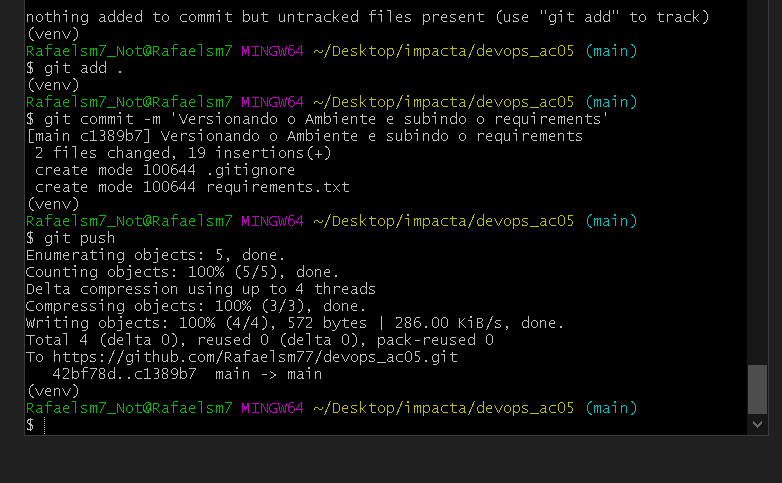 nothing added to commit but untracked files present (use "git add" to track)
(venv)
Rafaelsm7_Not@Rafaelsm7 MINGW64 ~/Desktop/impacta/devops_ac05 (main)
$ git add .
(venv)
Rafaelsm7_Not@Rafaelsm7 MINGW64 ~/Desktop/impacta/devops_ac05 (main)
$ git commit -m 'Versionando o Ambiente e subindo o requirements'
[main c1389b7] Versionando o Ambiente e subindo o requirements
 2 files changed, 19 insertions(+)
 create mode 100644 .gitignore
 create mode 100644 requirements.txt
(venv)
Rafaelsm7_Not@Rafaelsm7 MINGW64 ~/Desktop/impacta/devops_ac05 (main)
$ git push
Enumerating objects: 5, done.
Counting objects: 100% (5/5), done.
Delta compression using up to 4 threads
Compressing objects: 100% (3/3), done.
Writing objects: 100% (4/4), 572 bytes | 286.00 KiB/s, done.
Total 4 (delta 0), reused 0 (delta 0), pack-reused 0
To https://github.com/Rafaelsm77/devops_ac05.git
   42bf78d..c1389b7  main -> main
(venv)
Rafaelsm7_Not@Rafaelsm7 MINGW64 ~/Desktop/impacta/devops_ac05 (main)
$